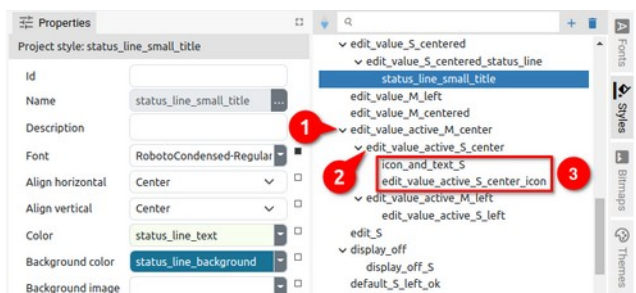 Properties
Project style: status_line_small_title
Id
Name
status_line_small_title
...
Description
Font
RobotoCondensed-Regular
Align horizontal
Center
Align vertical
Center
Color
status_line_text
Background color
status_line_background
Background image
edit_value_S_centered
edit_value_S_centered_status_line
status_line_small_title
edit_value_M_left
edit_value_M_centered
1
edit_value_active_M_center
2
edit_value_active_S_center
icon_and_text_S
edit_value_active_S_center_icon
3
edit_value_active_M_left
edit_value_active_S_left
edit_S
display_off
display_off_S
default_S_left_ok
Fonts
Styles
Bitmaps
Themes